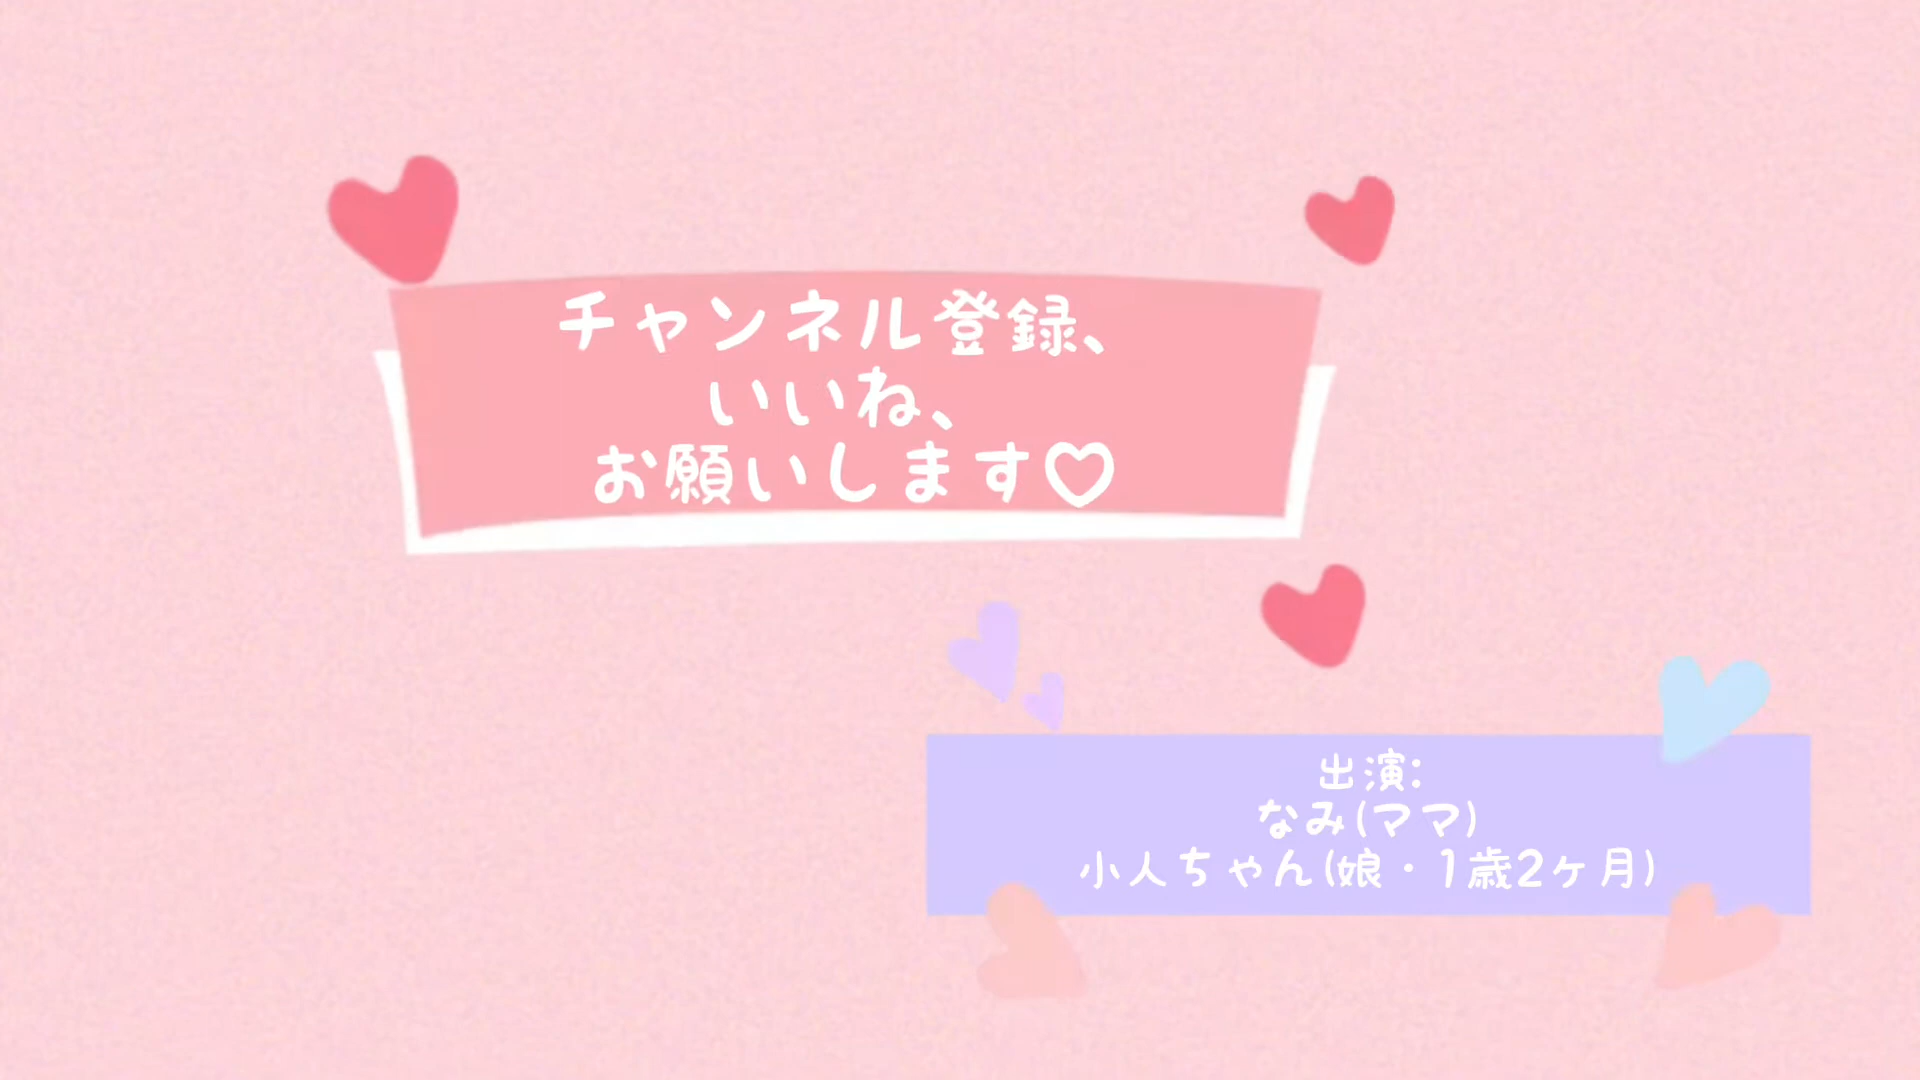 チャンネル登録、
いいね、
お願いします♡
出演:
なみ(ママ)
小人ちゃん(娘・1歳2ヶ月)